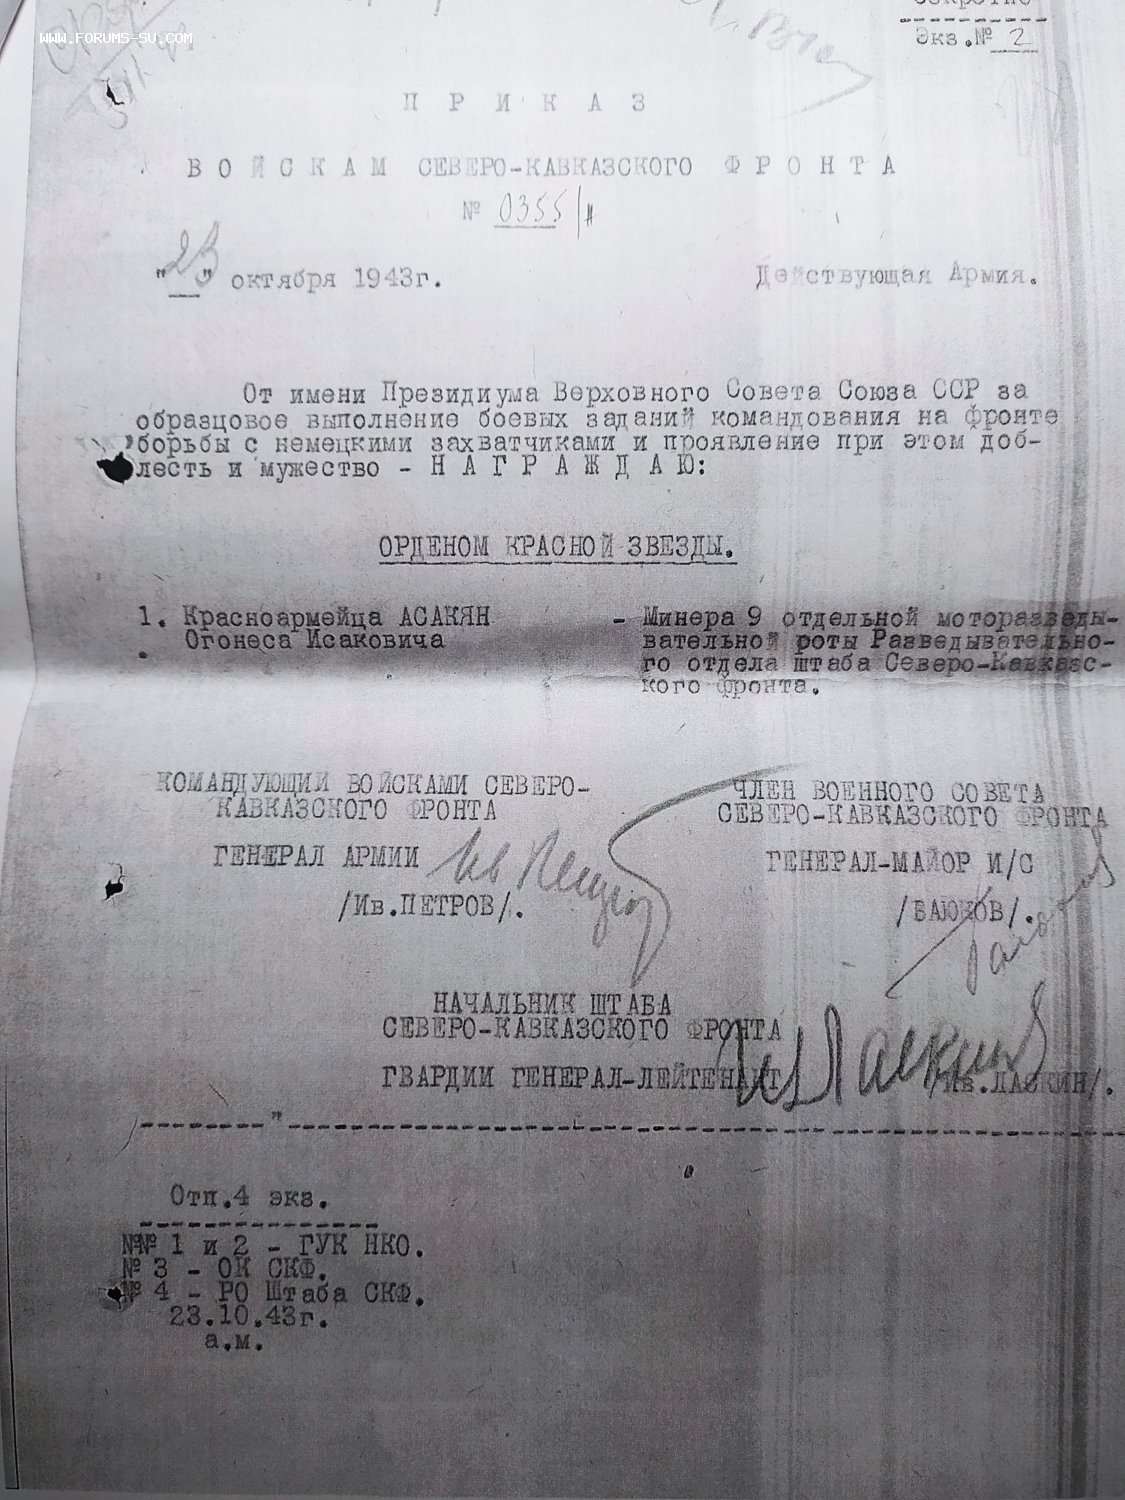 Секретно
WWW.FORUMS-SU.COM
Экз.№ 2
П Р И К А З
В О Й С К А М СЕВЕРО-КАВКАЗСКОГО Ф Р О Н Т А
№ 0355/н
"23" октября 1943г.
Действующая Армия.
От имени Президиума Верховного Совета Союза ССР за
образцовое выполнение боевых заданий командования на фронте
борьбы с немецкими захватчиками и проявление при этом доб-
лесть и мужество - Н А Г Р А Ж Д А Ю:
ОРДЕНОМ КРАСНОЙ ЗВЕЗДЫ.
1. Красноармейца АСАКЯН
Огонеса Исаковича
- Минера 9 отдельной моторазведы-
вательной роты Разведывательно-
го отдела штаба Северо-Кавказс-
кого фронта.
КОМАНДУЮЩИЙ ВОЙСКАМИ СЕВЕРО-
КАВКАЗСКОГО ФРОНТА
ГЕНЕРАЛ АРМИИ
Ив Петров
/Ив.ПЕТРОВ/.
ЧЛЕН ВОЕННОГО СОВЕТА
СЕВЕРО-КАВКАЗСКОГО ФРОНТА
ГЕНЕРАЛ-МАЙОР И/С
/БАЮКОВ/.
НАЧАЛЬНИК ШТАБА
СЕВЕРО-КАВКАЗСКОГО ФРОНТА
ГВАРДИИ ГЕНЕРАЛ-ЛЕЙТЕНАНТ
Ив Ласкин
/Ив.ЛАСКИН/.
Отп.4 экз.
№№ 1 и 2 - ГУК НКО.
№ 3 - ОК СКФ.
№ 4 - РО Штаба СКФ.
23.10.43г.
а.м.